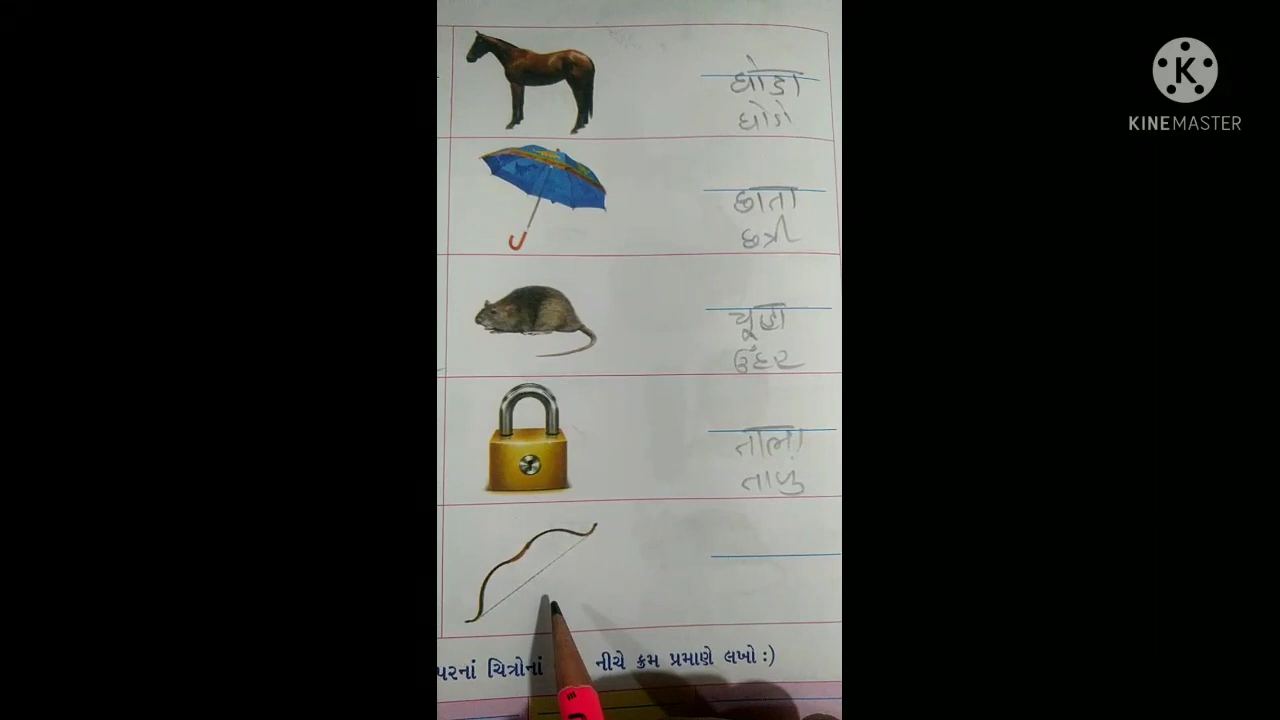 घोडा
ઘોડો
छाता
છત્રી
चूहा
ઉંદર
ताला
તાળુ
પરનાં ચિત્રોનાં નીચે ક્રમ પ્રમાણે લખો :)
K
KINEMASTER